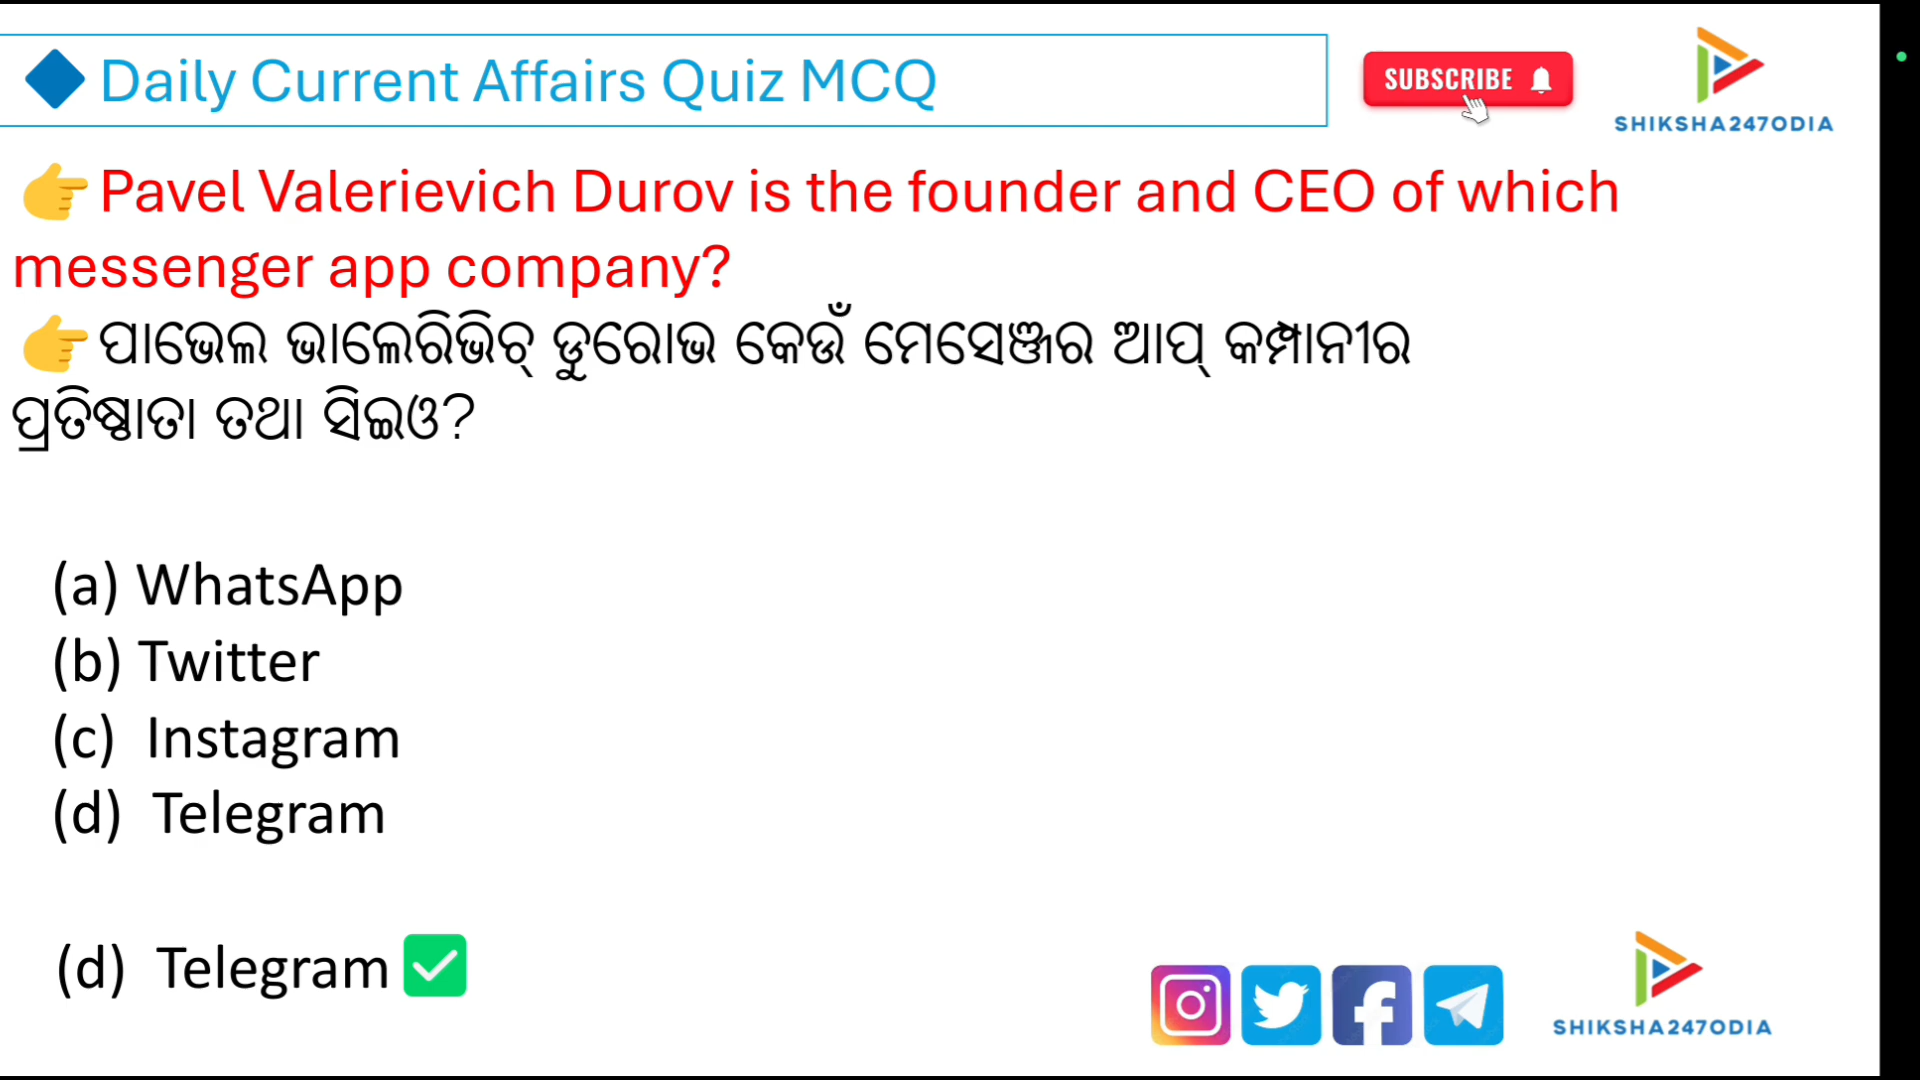 Daily Current Affairs Quiz MCQ
SUBSCRIBE
SHIKSHA247ODIA
Pavel Valerievich Durov is the founder and CEO of which
messenger app company?
ପାଭେଲ ଭାଲେରିଭିଚ୍ ଡୁରୋଭ କେଉଁ ମେସେଞ୍ଜର ଆପ୍ କମ୍ପାନୀର
ପ୍ରତିଷ୍ଠାତା ତଥା ସିଇଓ?
(a) WhatsApp
(b) Twitter
(c) Instagram
(d) Telegram
(d) Telegram
SHIKSHA247ODIA